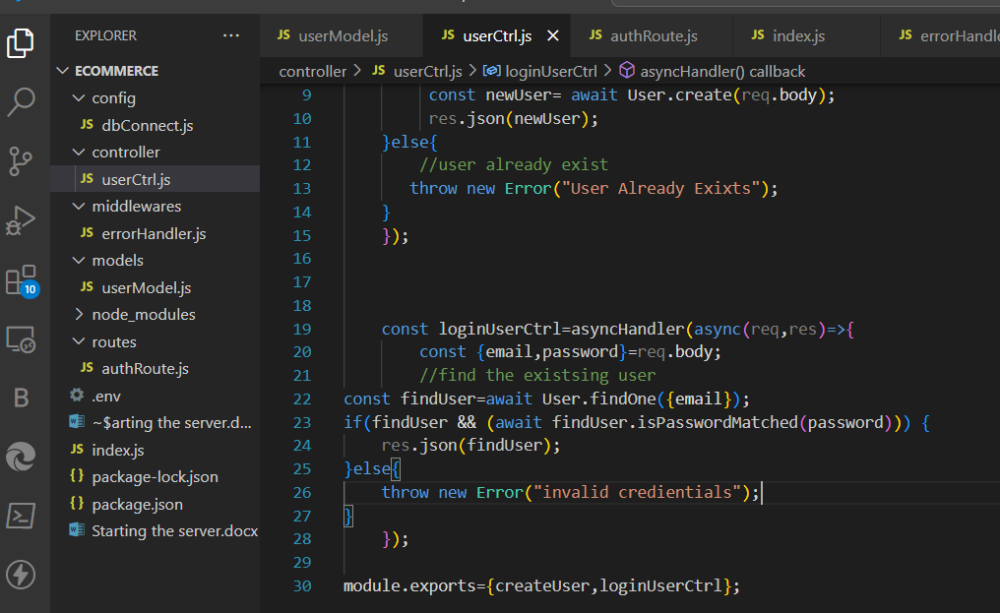 EXPLORER
...
JS userModel.js
JS userCtrl.js
JS authRoute.js
JS index.js
JS errorHandle
ECOMMERCE
controller > JS userCtrl.js > loginUserCtrl > asyncHandler() callback
config
JS dbConnect.js
controller
JS userCtrl.js
middlewares
JS errorHandler.js
models
JS userModel.js
node_modules
routes
JS authRoute.js
.env
~$arting the server.d...
JS index.js
{} package-lock.json
{} package.json
Starting the server.docx
10
B
9 const newUser= await User.create(req.body);
10 res.json(newUser);
11 }else{
12 //user already exist
13 throw new Error("User Already Exixts");
14 }
15 });
16
17
18
19 const loginUserCtrl=asyncHandler(async(req,res)=>{
20 const {email,password}=req.body;
21 //find the existsing user
22 const findUser=await User.findOne({email});
23 if(findUser && (await findUser.isPasswordMatched(password))) {
24 res.json(findUser);
25 }else{
26 throw new Error("invalid credientials");
27 }
28 });
29
30 module.exports={createUser,loginUserCtrl};